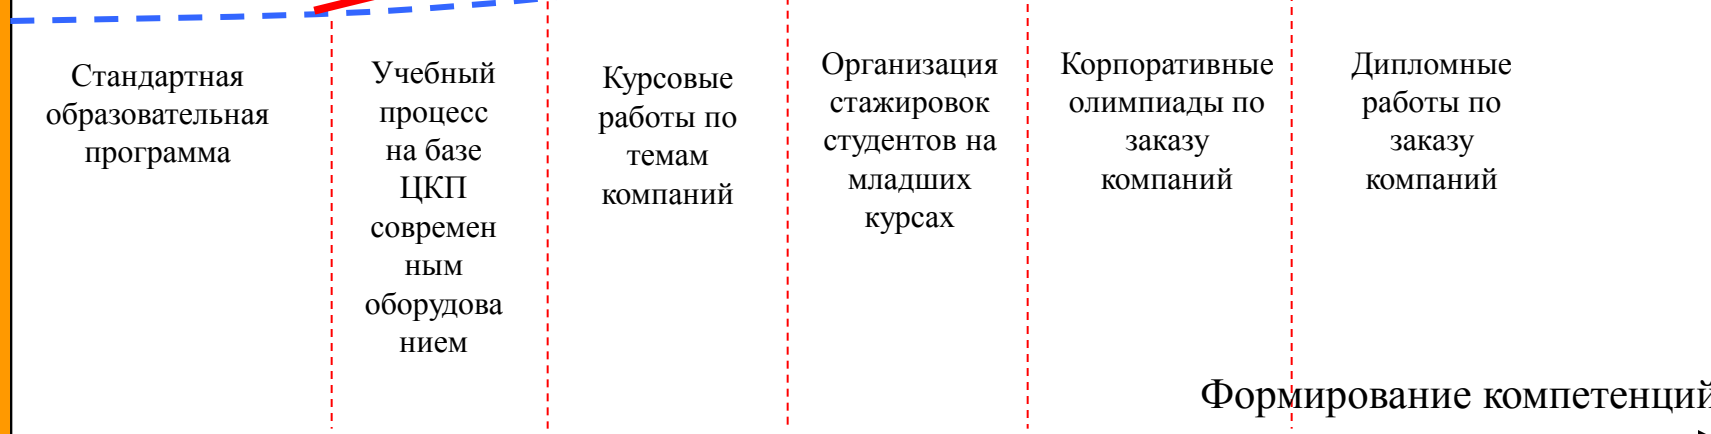 Стандартная
образовательная
программа
Учебный
процесс
на базе
ЦКП
современ
ным
оборудова
нием
Курсовые
работы по
темам
компаний
Организация
стажировок
студентов на
младших
курсах
Корпоративные
олимпиады по
заказу
компаний
Дипломные
работы по
заказу
компаний
Формирование компетенций